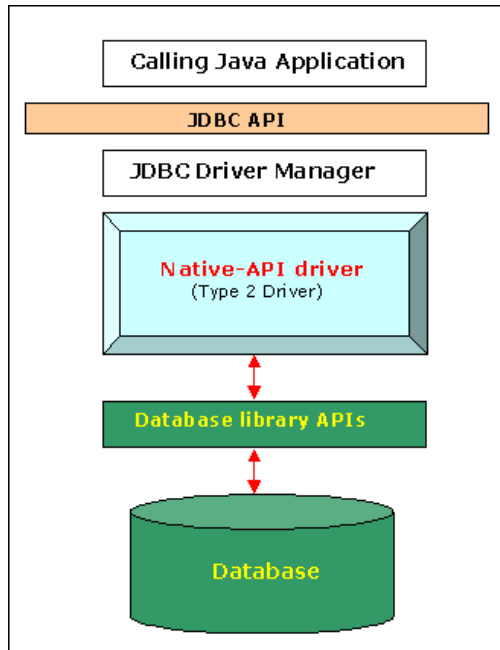 Calling Java Application
JDBC API
JDBC Driver Manager
Native-API driver
(Type 2 Driver)
Database library APIs
Database